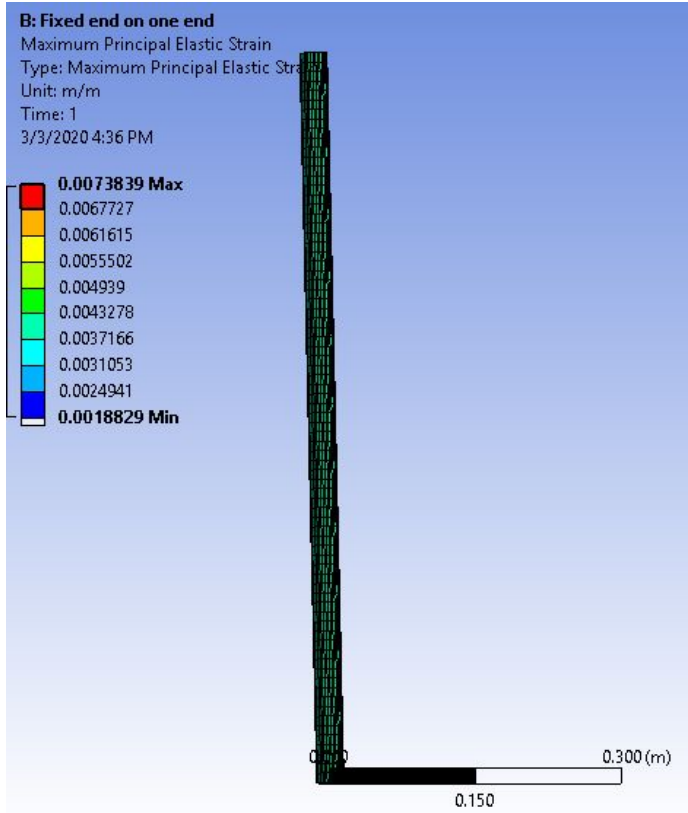 B: Fixed end on one end
Maximum Principal Elastic Strain
Type: Maximum Principal Elastic
Unit: m/m
Time: 1
3/3/2020 4:36 PM
0.0073839 Max
0.0067727
0.0061615
0.0055502
0.004939
0.0043278
0.0037166
0.0031053
0.0024941
0.0018829 Min
0.300 (m)
0.150